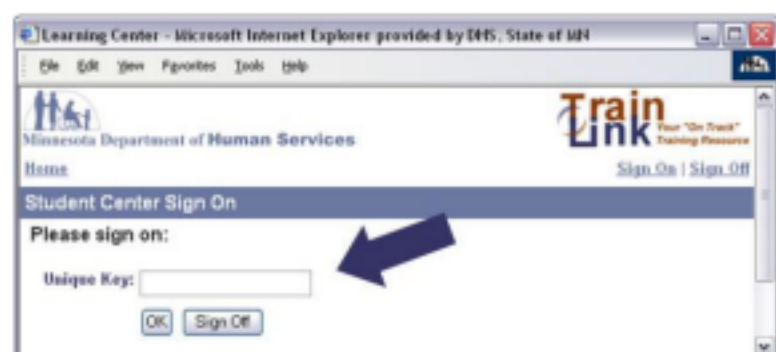 Learning Center - Microsoft Internet Explorer provided by DHS, State of MN
File Edit View Favorites Tools Help
Minnesota Department of Human Services
Train Link Your "On Track" Training Resource
Home
Sign On | Sign Off
Student Center Sign On
Please sign on:
Unique Key:
OK Sign Off